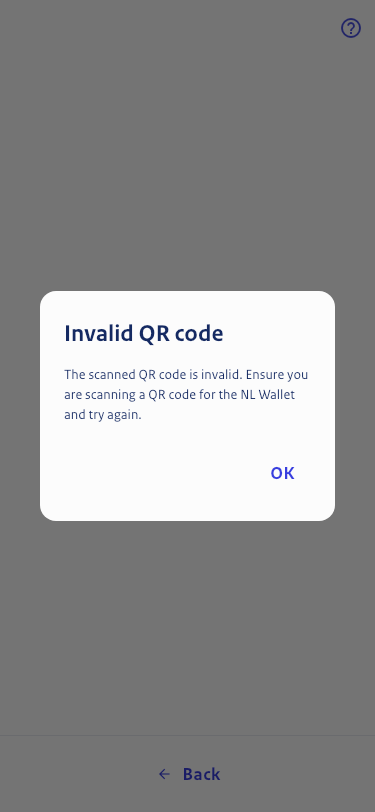 Invalid QR code
The scanned QR code is invalid. Ensure you
are scanning a QR code for the NL Wallet
and try again.
OK
Back